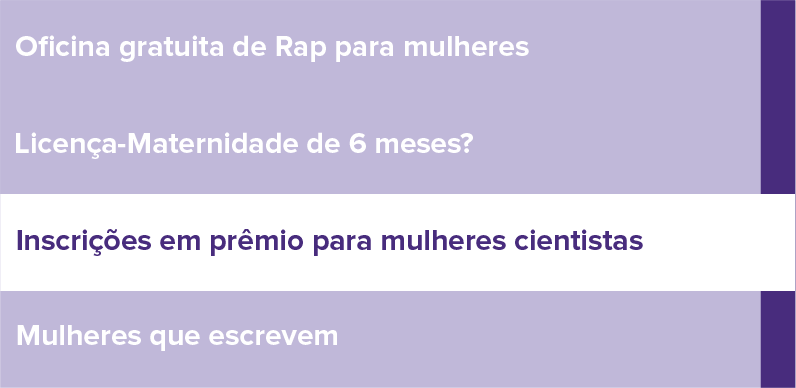 Oficina gratuita de Rap para mulheres
Licença-Maternidade de 6 meses?
Inscrições em prêmio para mulheres cientistas
Mulheres que escrevem